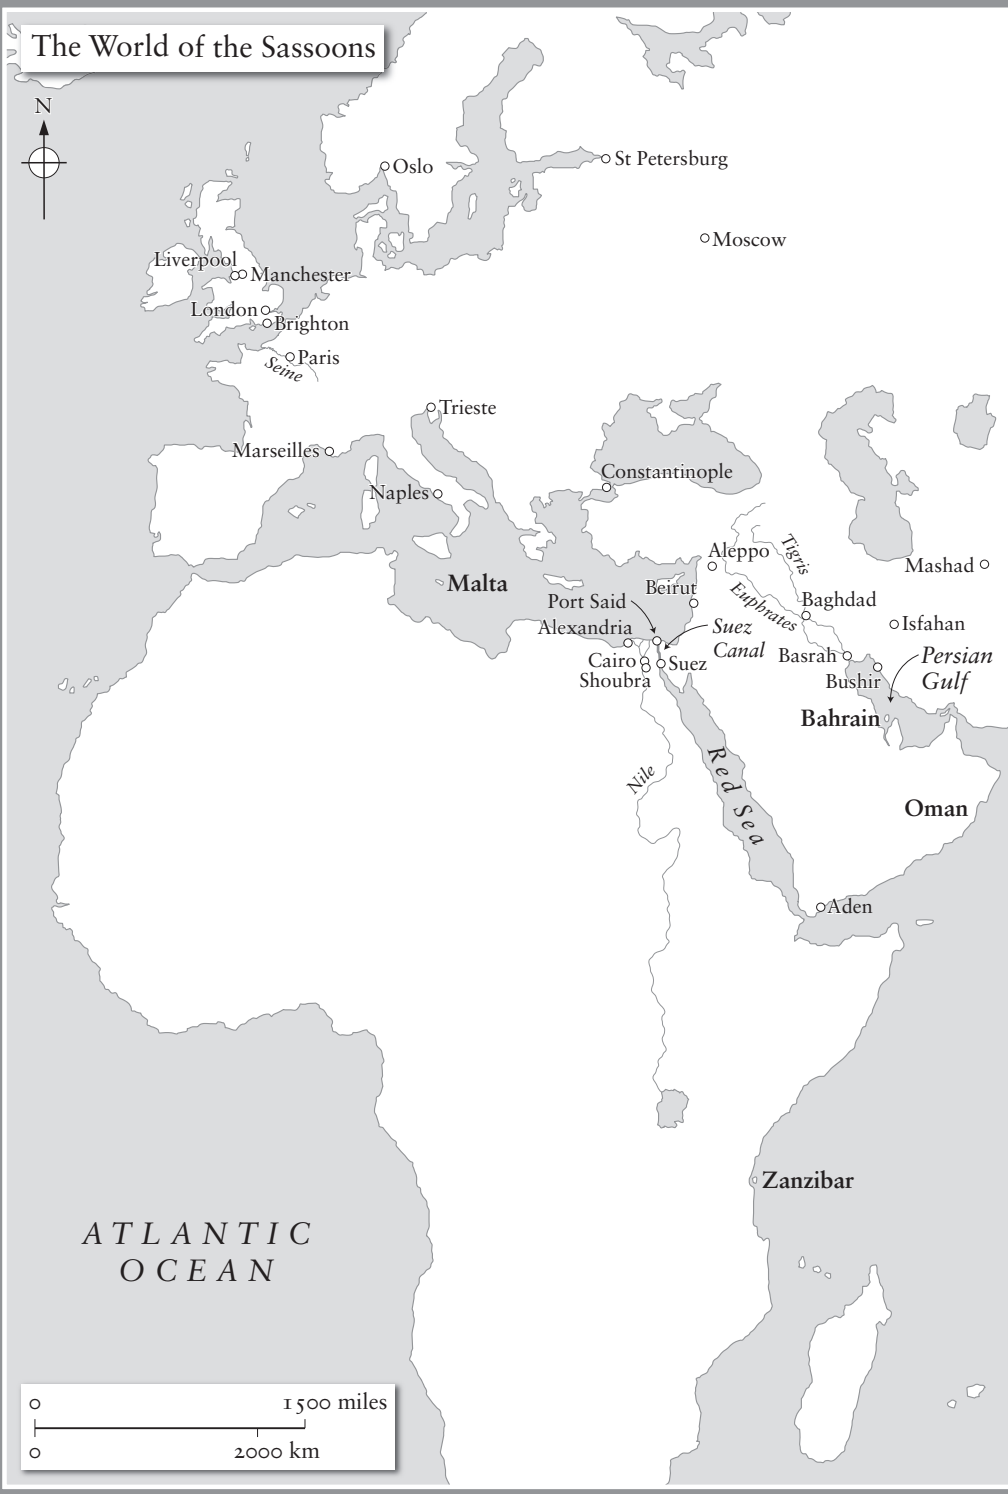 The World of the Sassoons
N
Oslo
St Petersburg
Moscow
Liverpool
Manchester
London
Brighton
Paris
Seine
Trieste
Marseilles
Constantinople
Naples
Tigris
Aleppo
Mashad
Malta
Beirut
Euphrates
Port Said
Baghdad
Alexandria
Suez
Canal
Isfahan
Cairo
Suez
Basrah
Persian
Gulf
Shoubra
Bushir
Bahrain
Nile
Red Sea
Oman
Aden
Zanzibar
ATLANTIC
OCEAN
0 1500 miles
0 2000 km